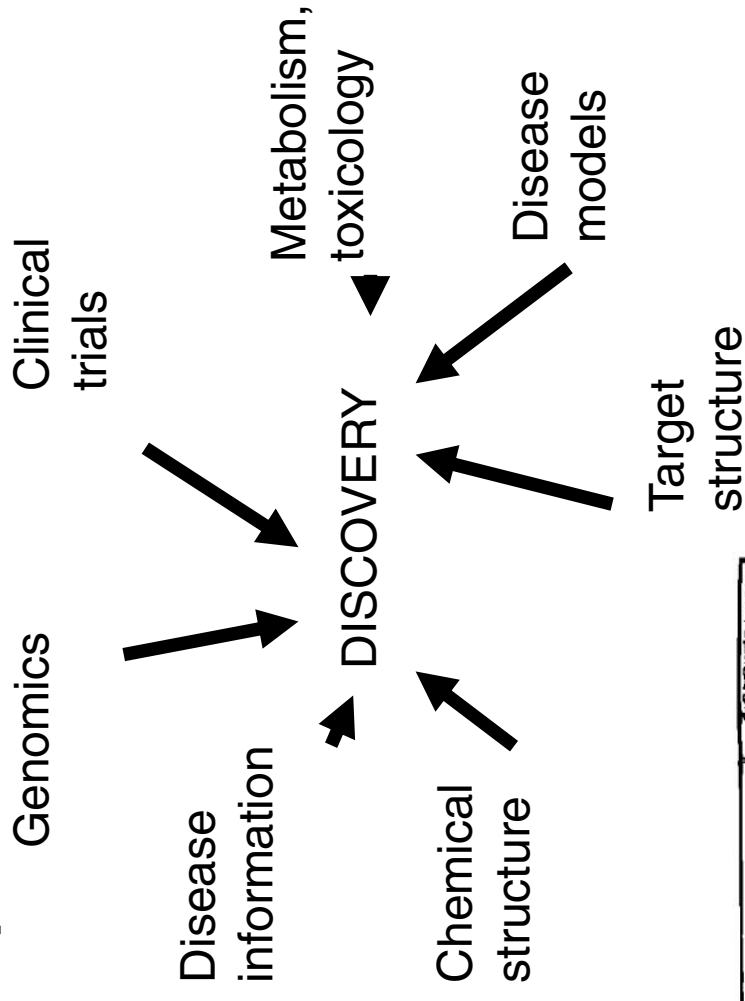 Genomics
Clinical
trials
Disease
information
DISCOVERY
Metabolism,
toxicology
Chemical
structure
Target
structure
Disease
models